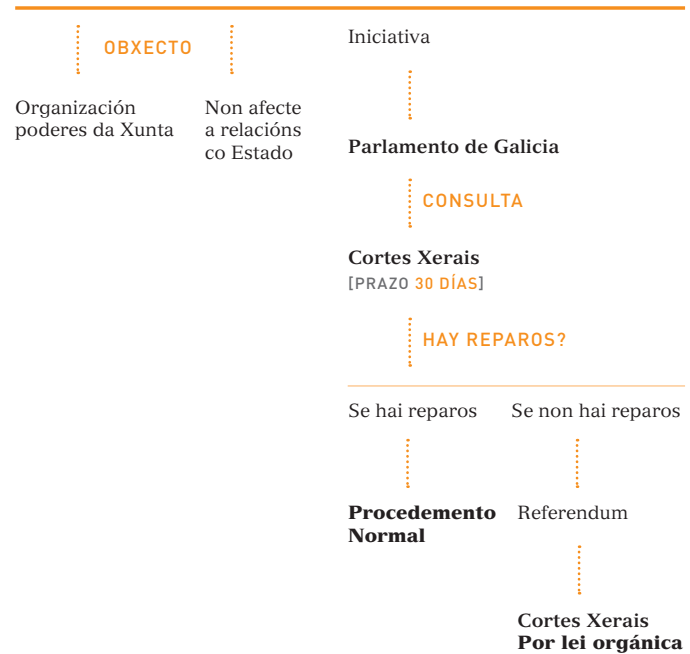 OBXECTO
Organización
poderes da Xunta
Non afecte
a relacións
co Estado
Iniciativa
Parlamento de Galicia
CONSULTA
Cortes Xerais
[PRAZO 30 DÍAS]
HAY REPAROS?
Se hai reparos
Se non hai reparos
Procedemento
Normal
Referendum
Cortes Xerais
Por lei orgánica